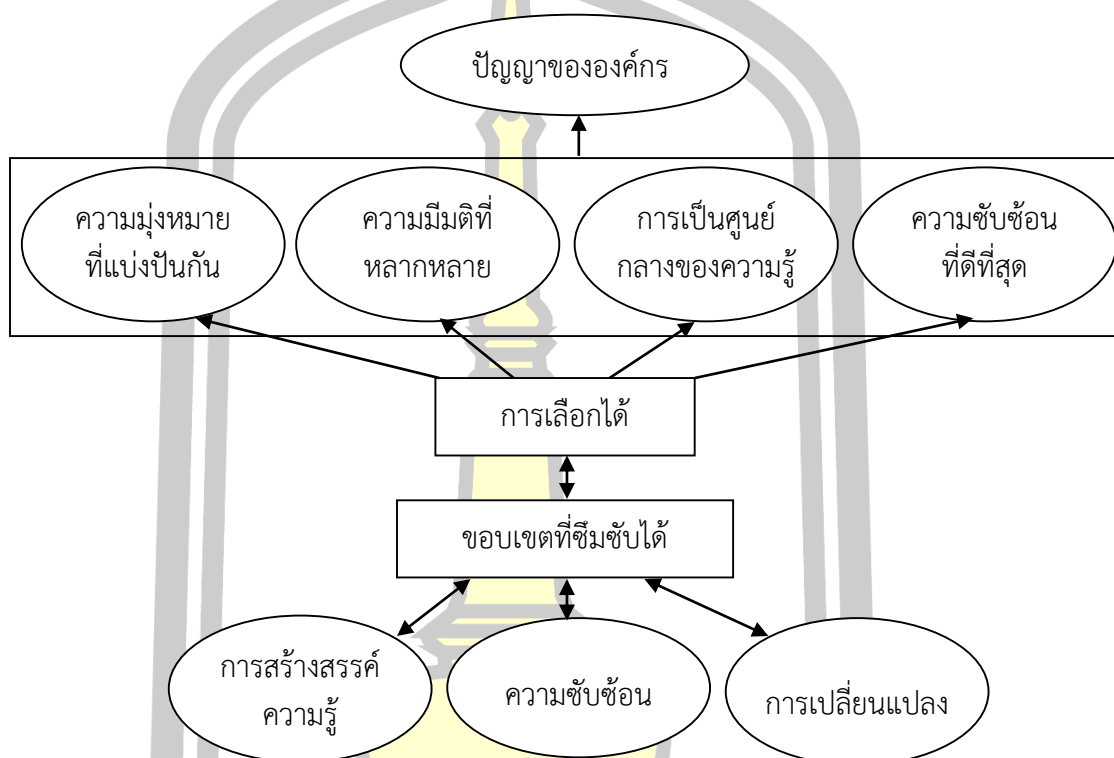 ปัญญาขององค์กร
ความมุ่งหมาย
ที่แบ่งปันกัน
ความมีมติที่
หลากหลาย
การเป็นศูนย์
กลางของความรู้
ความซับซ้อน
ที่ดีที่สุด
การเลือกได้
ขอบเขตที่ซึมซับได้
การสร้างสรรค์
ความรู้
ความซับซ้อน
การเปลี่ยนแปลง